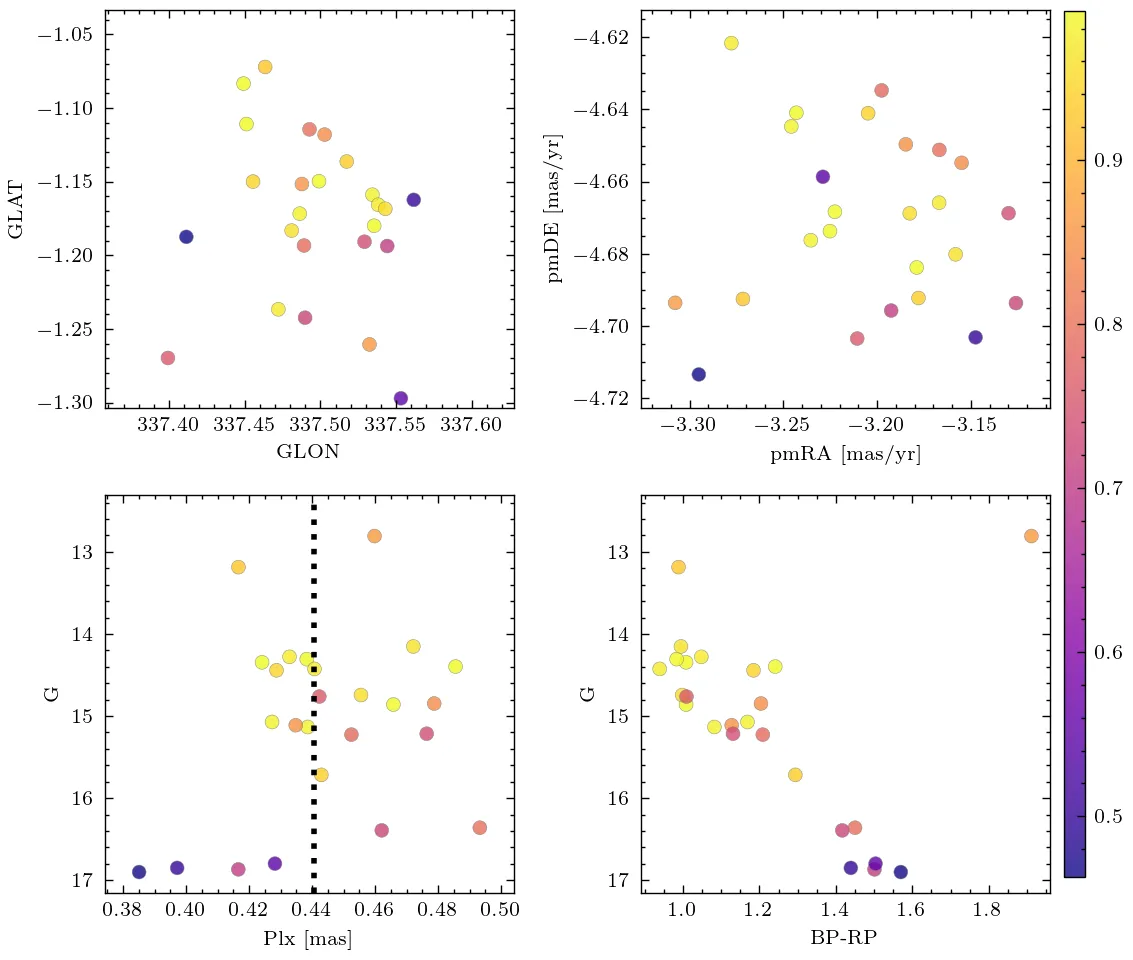 −1.05
−1.10
−1.15
−1.20
−1.25
−1.30
GLAT
337.40 337.45 337.50 337.55 337.60
GLON
−4.62
−4.64
−4.66
−4.68
−4.70
−4.72
pmDE [mas/yr]
−3.30 −3.25 −3.20 −3.15
pmRA [mas/yr]
13
14
15
16
17
G
0.38 0.40 0.42 0.44 0.46 0.48 0.50
Plx [mas]
13
14
15
16
17
G
1.0 1.2 1.4 1.6 1.8
BP-RP
0.9
0.8
0.7
0.6
0.5